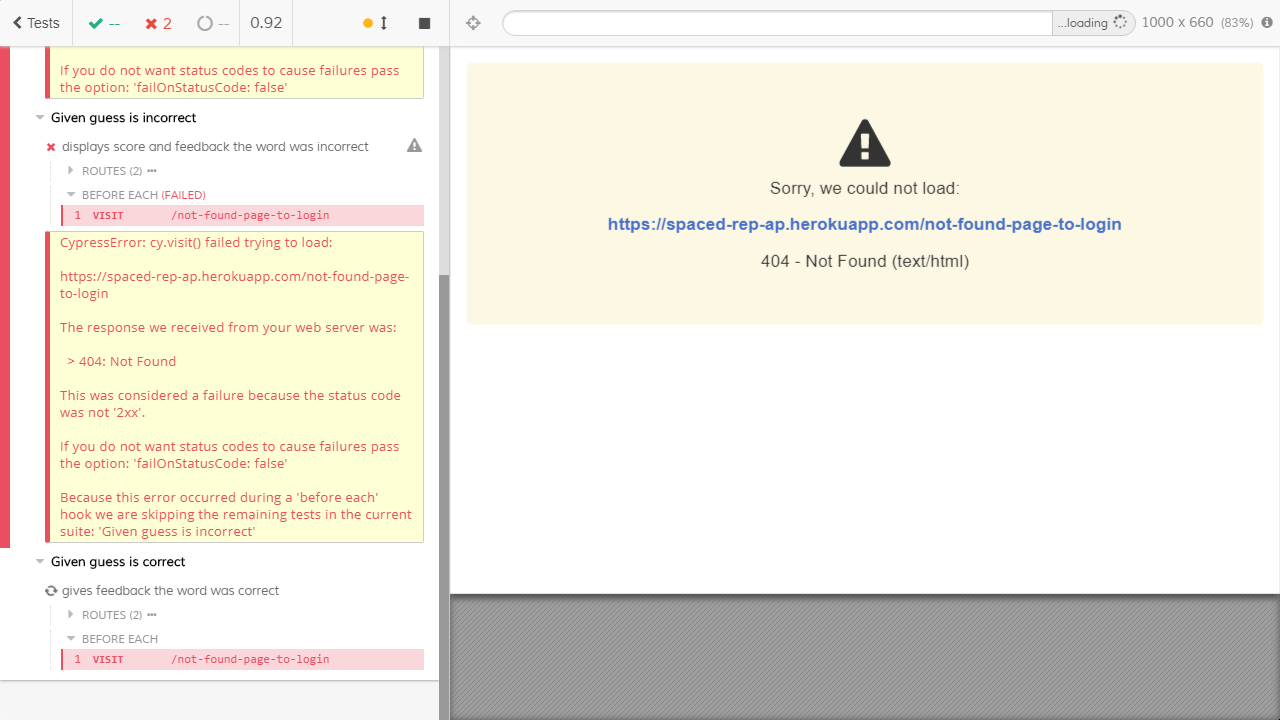 Tests -- 2 -- 0.92
...loading 1000 x 660 (83%)
If you do not want status codes to cause failures pass
the option: 'failOnStatusCode: false'
Given guess is incorrect
displays score and feedback the word was incorrect
ROUTES (2)
BEFORE EACH (FAILED)
1 VISIT /not-found-page-to-login
CypressError: cy.visit() failed trying to load:
https://spaced-rep-ap.herokuapp.com/not-found-page-
to-login
The response we received from your web server was:
> 404: Not Found
This was considered a failure because the status code
was not '2xx'.
If you do not want status codes to cause failures pass
the option: 'failOnStatusCode: false'
Because this error occurred during a 'before each'
hook we are skipping the remaining tests in the current
suite: 'Given guess is incorrect'
Given guess is correct
gives feedback the word was correct
ROUTES (2)
BEFORE EACH
1 VISIT /not-found-page-to-login
Sorry, we could not load:
https://spaced-rep-ap.herokuapp.com/not-found-page-to-login
404 - Not Found (text/html)